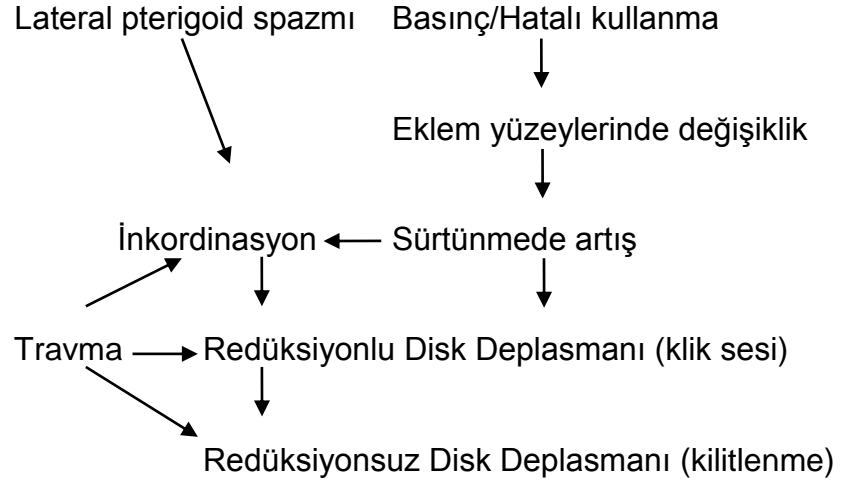 Lateral pterigoid spazmı Basınç/Hatalı kullanma
Eklem yüzeylerinde değişiklik
İnkordinasyon Sürtünmede artış
Travma Redüksiyonlu Disk Deplasmanı (klik sesi)
Redüksiyonsuz Disk Deplasmanı (kilitlenme)